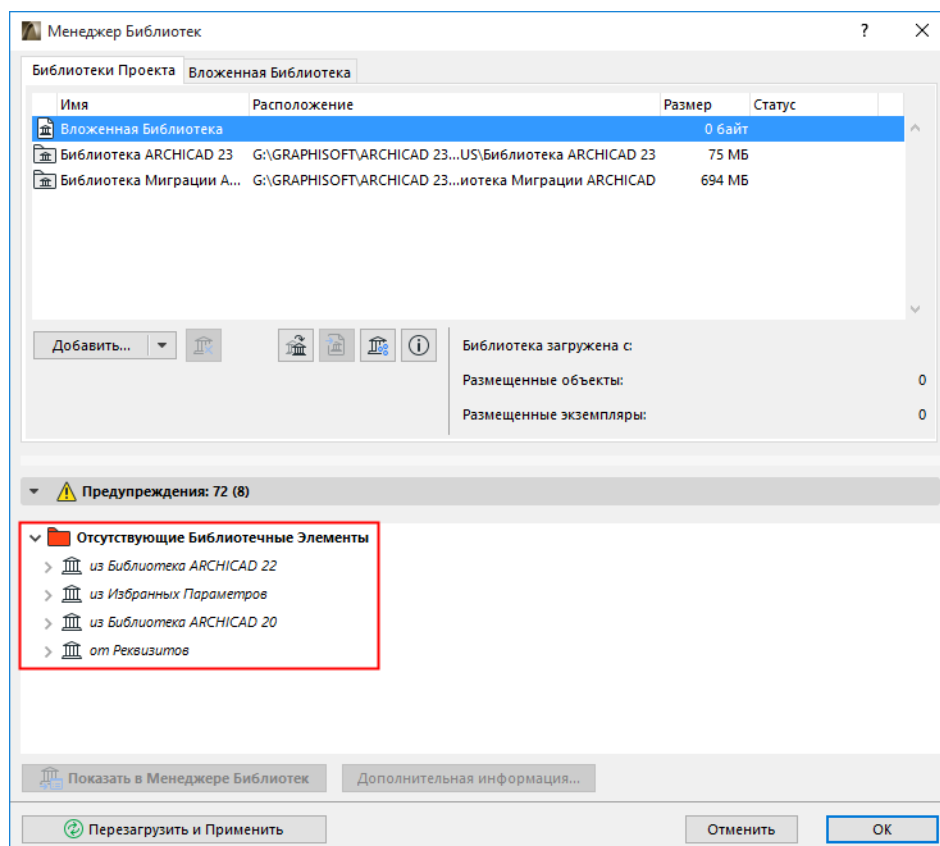 Менеджер Библиотек
Библиотеки Проекта Вложенная Библиотека
Имя Расположение Размер Статус
Вложенная Библиотека 0 байт
Библиотека ARCHICAD 23 G:\GRAPHISOFT\ARCHICAD 23...US\Библиотека ARCHICAD 23 75 МБ
Библиотека Миграции A... G:\GRAPHISOFT\ARCHICAD 23...иотека Миграции ARCHICAD 694 МБ
Добавить...
Библиотека загружена с:
Размещенные объекты: 0
Размещенные экземпляры: 0
Предупреждения: 72 (8)
Отсутствующие Библиотечные Элементы
из Библиотека ARCHICAD 22
из Избранных Параметров
из Библиотека ARCHICAD 20
от Реквизитов
Показать в Менеджере Библиотек Дополнительная информация...
Перезагрузить и Применить Отменить ОК